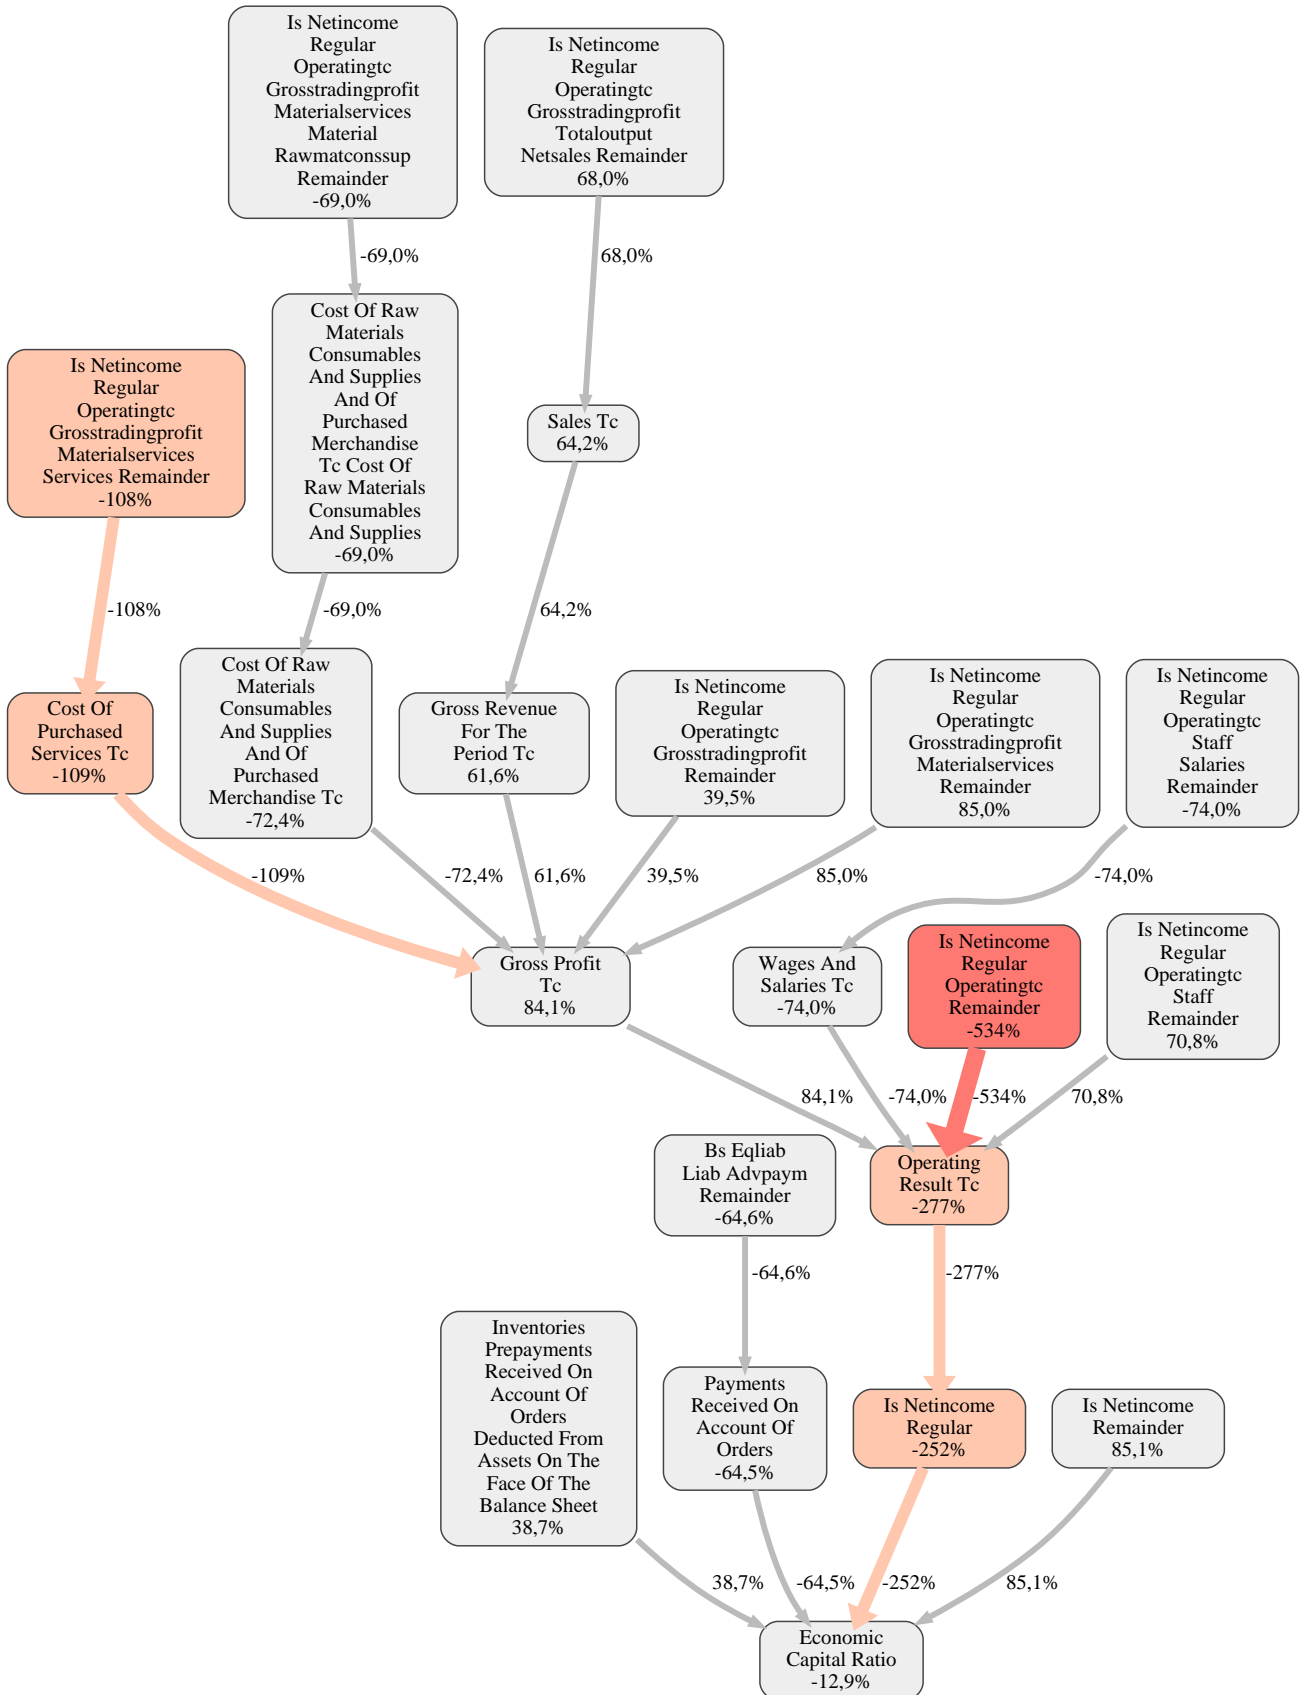 Is Netincome
Regular
Operatingtc
Grosstradingprofit
Materialservices
Material
Rawmatconssup
Remainder
-69,0%
Is Netincome
Regular
Operatingtc
Grosstradingprofit
Totaloutput
Netsales Remainder
68,0%
-69,0%
68,0%
Cost Of Raw
Materials
Consumables
And Supplies
And Of
Purchased
Merchandise
Tc Cost Of
Raw Materials
Consumables
And Supplies
-69,0%
Is Netincome
Regular
Operatingtc
Grosstradingprofit
Materialservices
Services Remainder
-108%
Sales Tc
64,2%
-108%
-69,0%
64,2%
Cost Of
Purchased
Services Tc
-109%
Cost Of Raw
Materials
Consumables
And Supplies
And Of
Purchased
Merchandise Tc
-72,4%
Gross Revenue
For The
Period Tc
61,6%
Is Netincome
Regular
Operatingtc
Grosstradingprofit
Remainder
39,5%
Is Netincome
Regular
Operatingtc
Grosstradingprofit
Materialservices
Remainder
85,0%
Is Netincome
Regular
Operatingtc
Staff
Salaries
Remainder
-74,0%
-109%
-72,4%
61,6%
39,5%
85,0%
-74,0%
Gross Profit
Tc
84,1%
Wages And
Salaries Tc
-74,0%
Is Netincome
Regular
Operatingtc
Remainder
-534%
Is Netincome
Regular
Operatingtc
Staff
Remainder
70,8%
84,1%
-74,0%
-534%
70,8%
Bs Eqliab
Liab Advpaym
Remainder
-64,6%
Operating
Result Tc
-277%
-64,6%
-277%
Inventories
Prepayments
Received On
Account Of
Orders
Deducted From
Assets On The
Face Of The
Balance Sheet
38,7%
Payments
Received On
Account Of
Orders
-64,5%
Is Netincome
Regular
-252%
Is Netincome
Remainder
85,1%
38,7%
-64,5%
-252%
85,1%
Economic
Capital Ratio
-12,9%